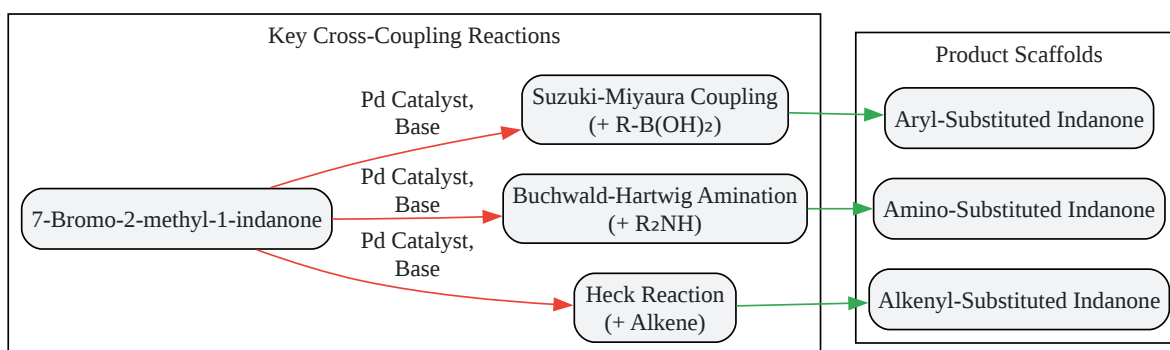 Key Cross-Coupling Reactions
Product Scaffolds
7-Bromo-2-methyl-1-indanone
Pd Catalyst,
Base
Pd Catalyst,
Base
Pd Catalyst,
Base
Suzuki-Miyaura Coupling
(+ R-B(OH)₂)
Buchwald-Hartwig Amination
(+ R₂NH)
Heck Reaction
(+ Alkene)
Aryl-Substituted Indanone
Amino-Substituted Indanone
Alkenyl-Substituted Indanone